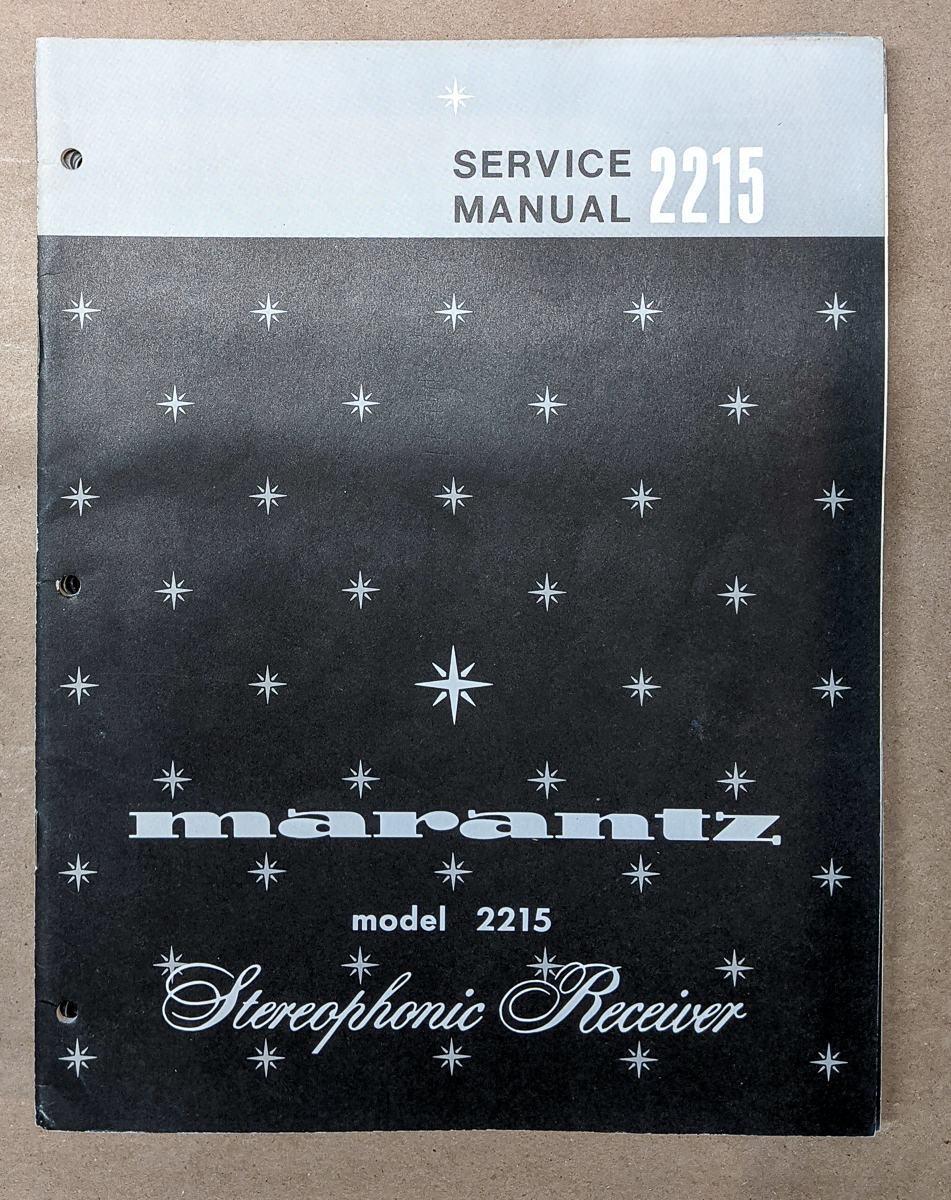 SERVICE
MANUAL 2215
marantz
model 2215
Stereophonic Receiver